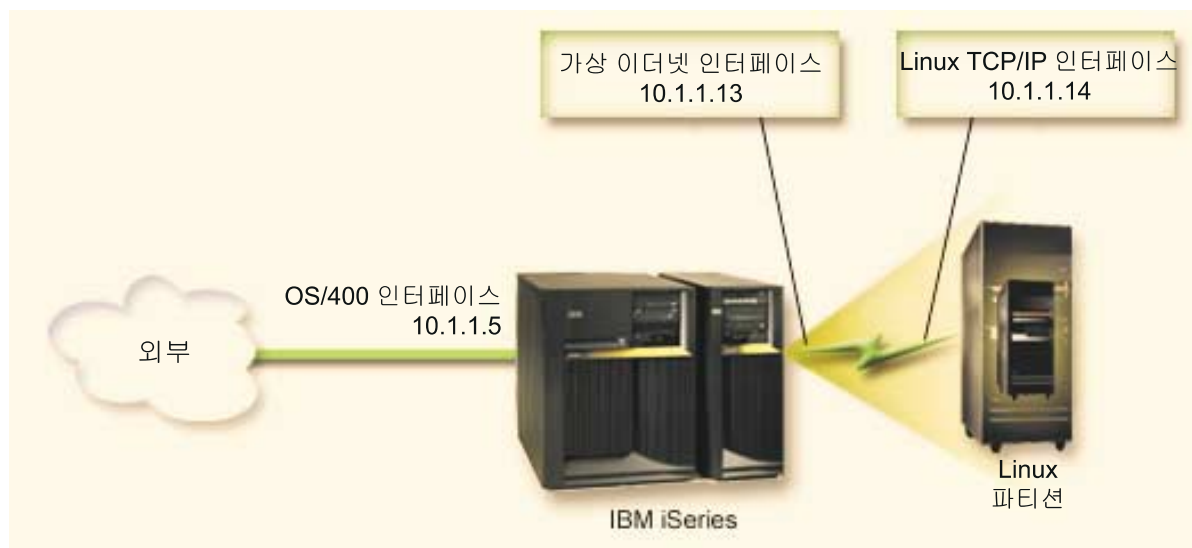 가상 이더넷 인터페이스
10.1.1.13
Linux TCP/IP 인터페이스
10.1.1.14
OS/400 인터페이스
10.1.1.5
외부
Linux
파티션
IBM iSeries